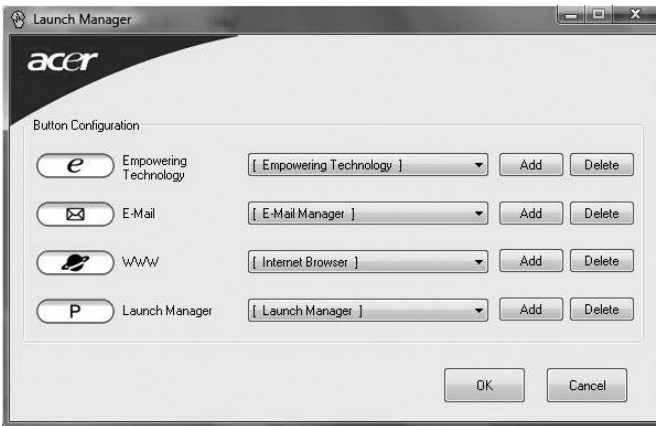 Launch Manager
acer
Button Configuration
e Empowering Technology [ Empowering Technology ] Add Delete
E-Mail [ E-Mail Manager ] Add Delete
WWW [ Internet Browser ] Add Delete
P Launch Manager [ Launch Manager ] Add Delete
OK Cancel